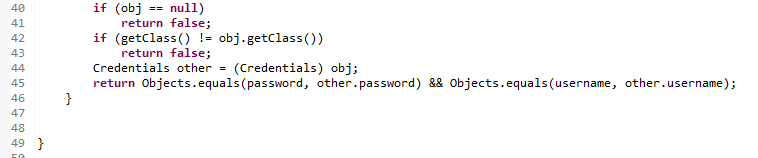 40 if (obj == null)
41 return false;
42 if (getClass() != obj.getClass())
43 return false;
44 Credentials other = (Credentials) obj;
45 return Objects.equals(password, other.password) && Objects.equals(username, other.username);
46 }
47
48
49 }